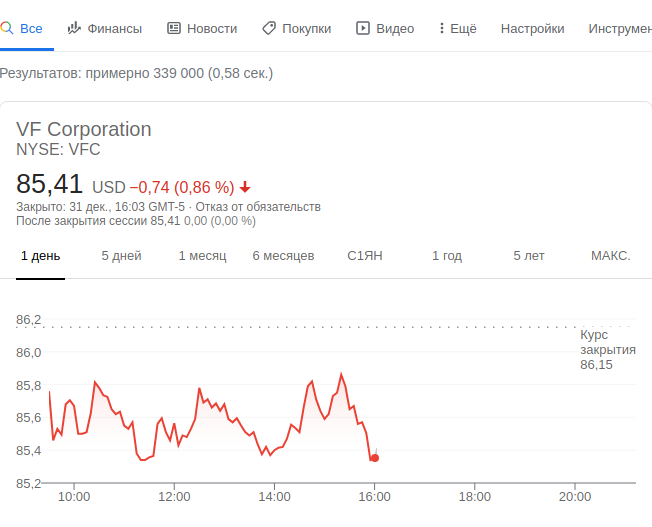 Все Финансы Новости Покупки Видео Ещё Настройки Инструмен
Результатов: примерно 339 000 (0,58 сек.)
VF Corporation
NYSE: VFC
85,41 USD −0,74 (0,86 %)
Закрыто: 31 дек., 16:03 GMT-5 · Отказ от обязательств
После закрытия сессии 85,41 0,00 (0,00 %)
1 день 5 дней 1 месяц 6 месяцев С1ЯН 1 год 5 лет МАКС.
86,2
Курс
закрытия
86,15
86,0
85,8
85,6
85,4
85,2
10:00 12:00 14:00 16:00 18:00 20:00